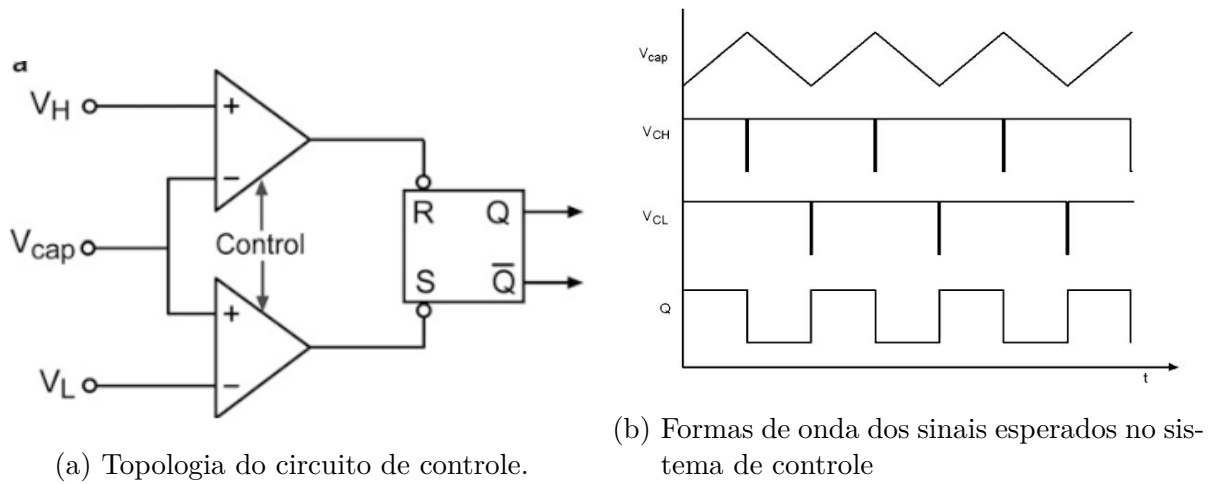 a
V_H
+
−
V_cap
Control
R Q
S Q̅
+
V_L
−
(a) Topologia do circuito de controle.
V_cap
V_CH
V_CL
Q
t
(b) Formas de onda dos sinais esperados no sis-
tema de controle